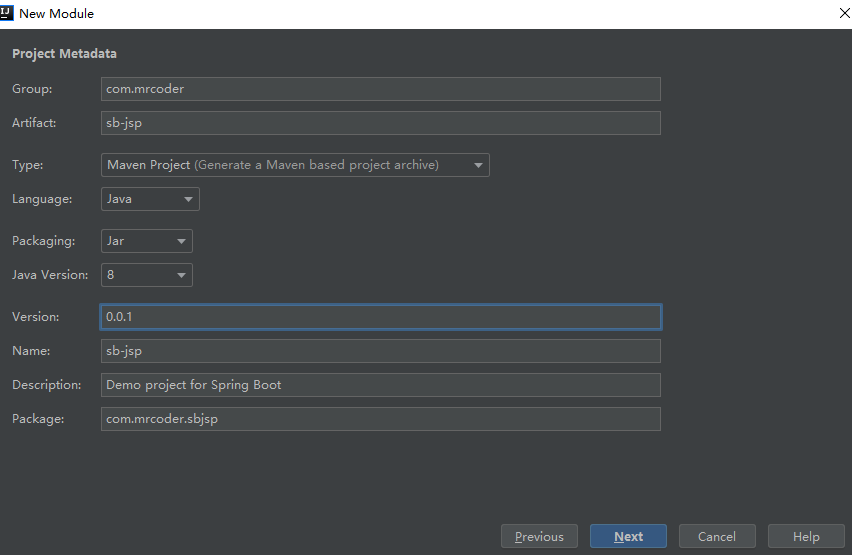 IJ New Module
Project Metadata
Group: com.mrcoder
Artifact: sb-jsp
Type: Maven Project (Generate a Maven based project archive)
Language: Java
Packaging: Jar
Java Version: 8
Version: 0.0.1
Name: sb-jsp
Description: Demo project for Spring Boot
Package: com.mrcoder.sbjsp
Previous Next Cancel Help